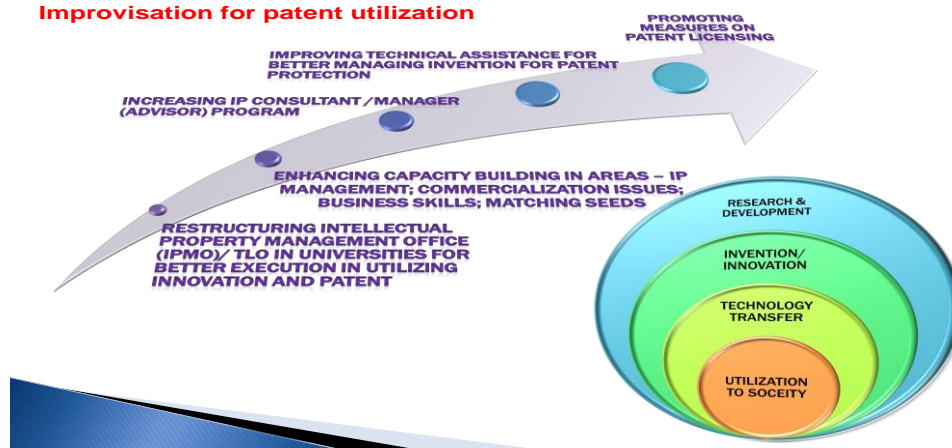 Improvisation for patent utilization
PROMOTING
MEASURES ON
PATENT LICENSING
IMPROVING TECHNICAL ASSISTANCE FOR
BETTER MANAGING INVENTION FOR PATENT
PROTECTION
INCREASING IP CONSULTANT /MANAGER
(ADVISOR) PROGRAM
ENHANCING CAPACITY BUILDING IN AREAS – IP
MANAGEMENT; COMMERCIALIZATION ISSUES;
BUSINESS SKILLS; MATCHING SEEDS
RESTRUCTURING INTELLECTUAL
PROPERTY MANAGEMENT OFFICE
(IPMO)/ TLO IN UNIVERSITIES FOR
BETTER EXECUTION IN UTILIZING
INNOVATION AND PATENT
RESEARCH &
DEVELOPMENT
INVENTION/
INNOVATION
TECHNOLOGY
TRANSFER
UTILIZATION
TO SOCEITY